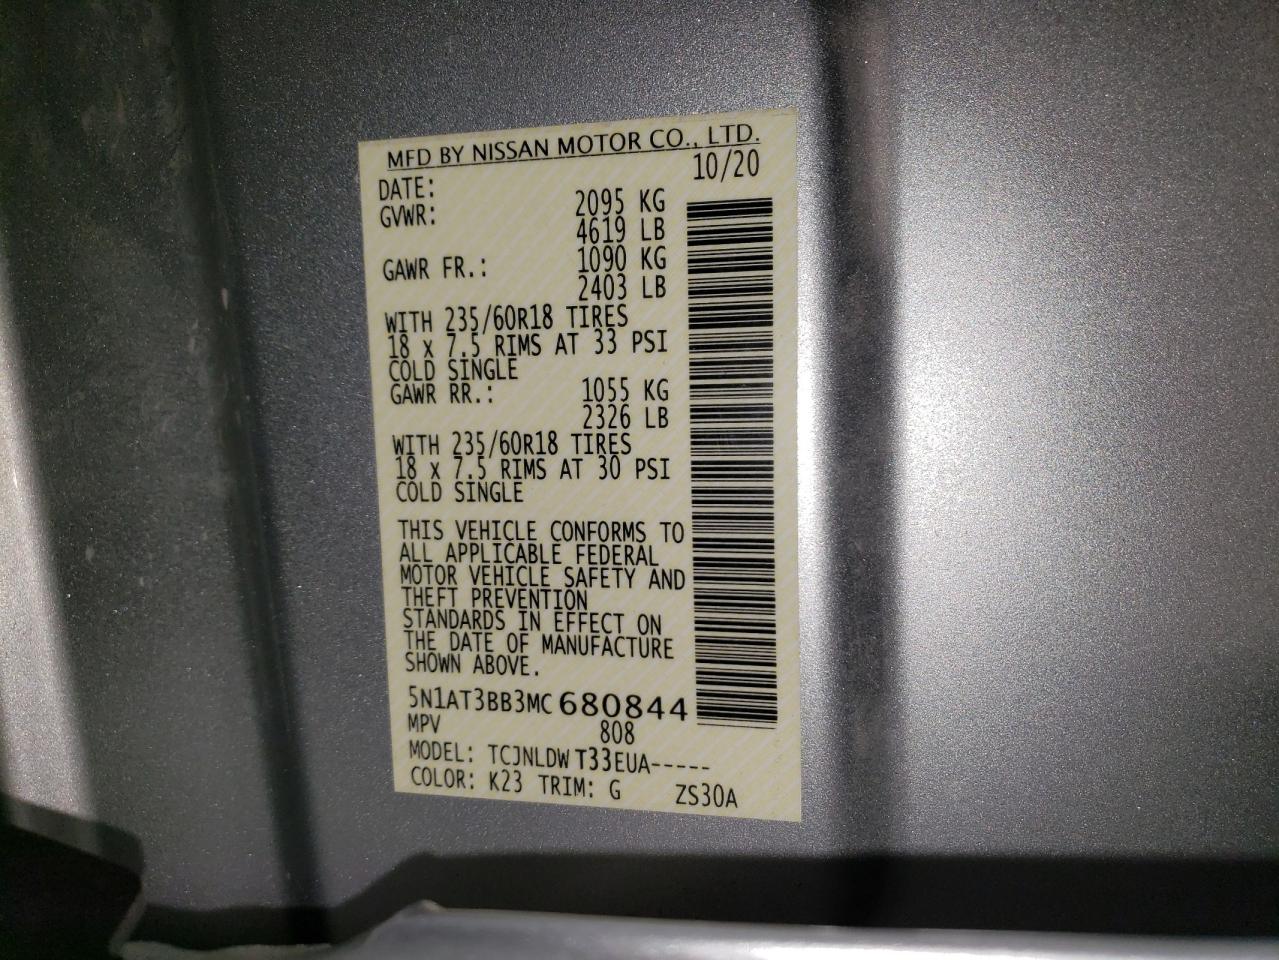 MFD BY NISSAN MOTOR CO., LTD.
DATE: 10/20
GVWR: 2095 KG
4619 LB
GAWR FR.: 1090 KG
2403 LB
WITH 235/60R18 TIRES
18 x 7.5 RIMS AT 33 PSI
COLD SINGLE
GAWR RR.: 1055 KG
2326 LB
WITH 235/60R18 TIRES
18 x 7.5 RIMS AT 30 PSI
COLD SINGLE
THIS VEHICLE CONFORMS TO
ALL APPLICABLE FEDERAL
MOTOR VEHICLE SAFETY AND
THEFT PREVENTION
STANDARDS IN EFFECT ON
THE DATE OF MANUFACTURE
SHOWN ABOVE.
5N1AT3BB3MC680844
MPV 808
MODEL: TCJNLDW T33EUA-----
COLOR: K23 TRIM: G ZS30A